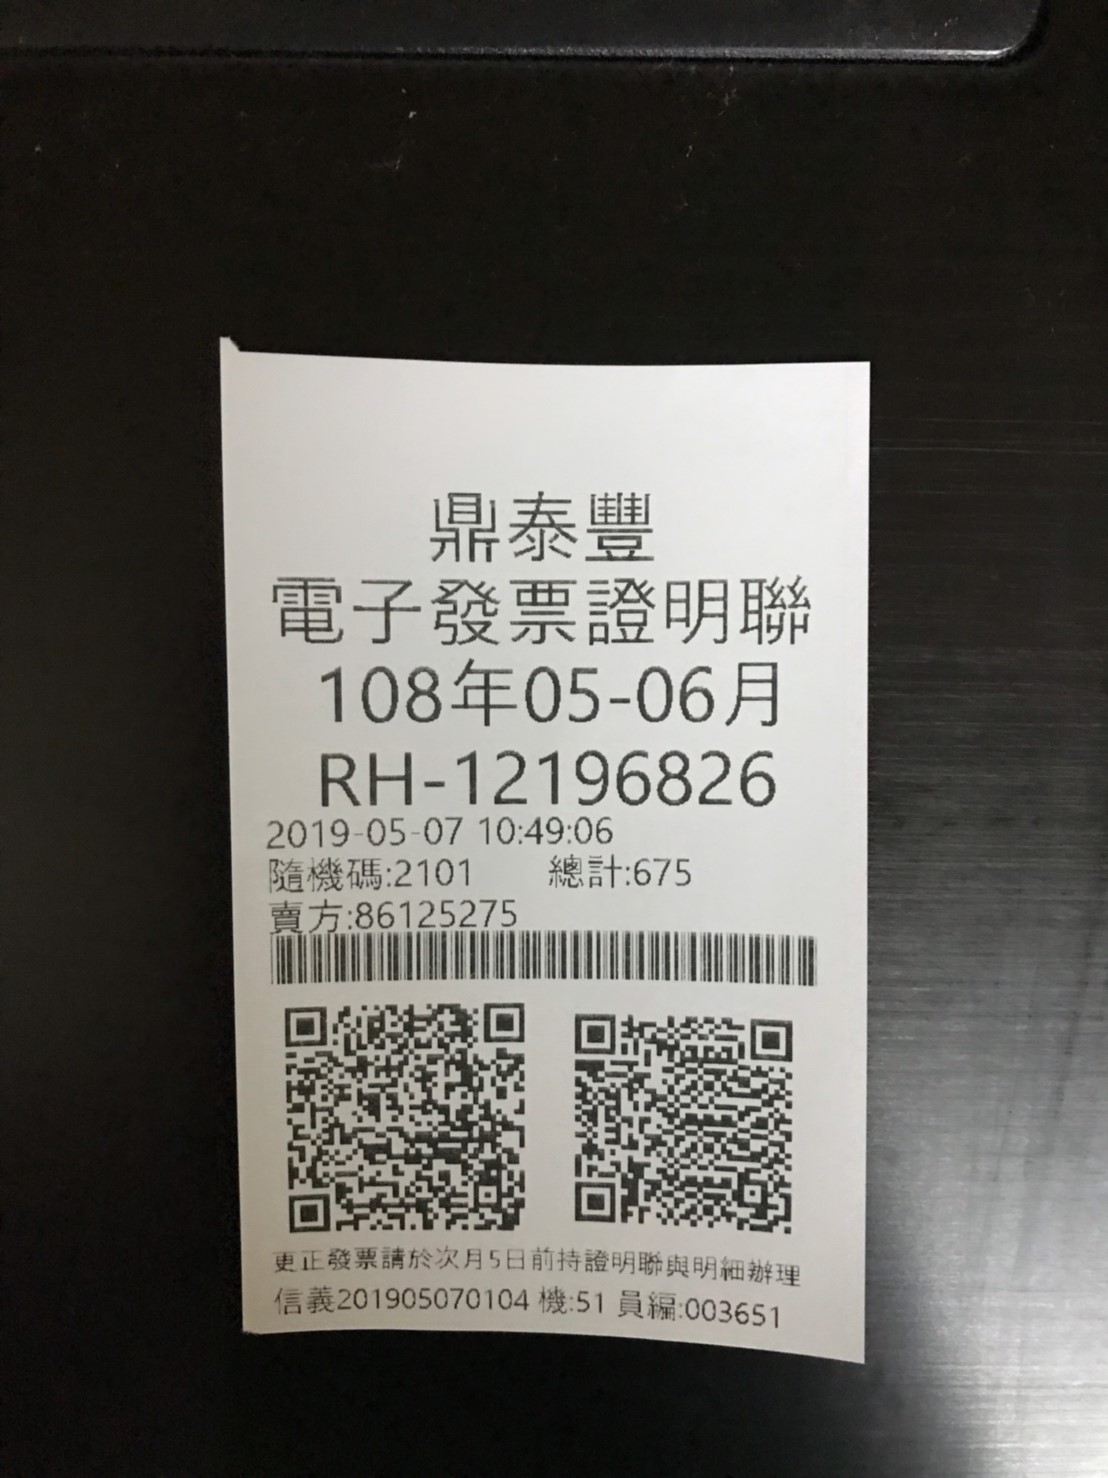 鼎泰豐
電子發票證明聯
108年05-06月
RH-12196826
2019-05-07 10:49:06
隨機碼:2101 總計:675
賣方:86125275
更正發票請於次月5日前持證明聯與明細辦理
信義201905070104 機:51 員編:003651